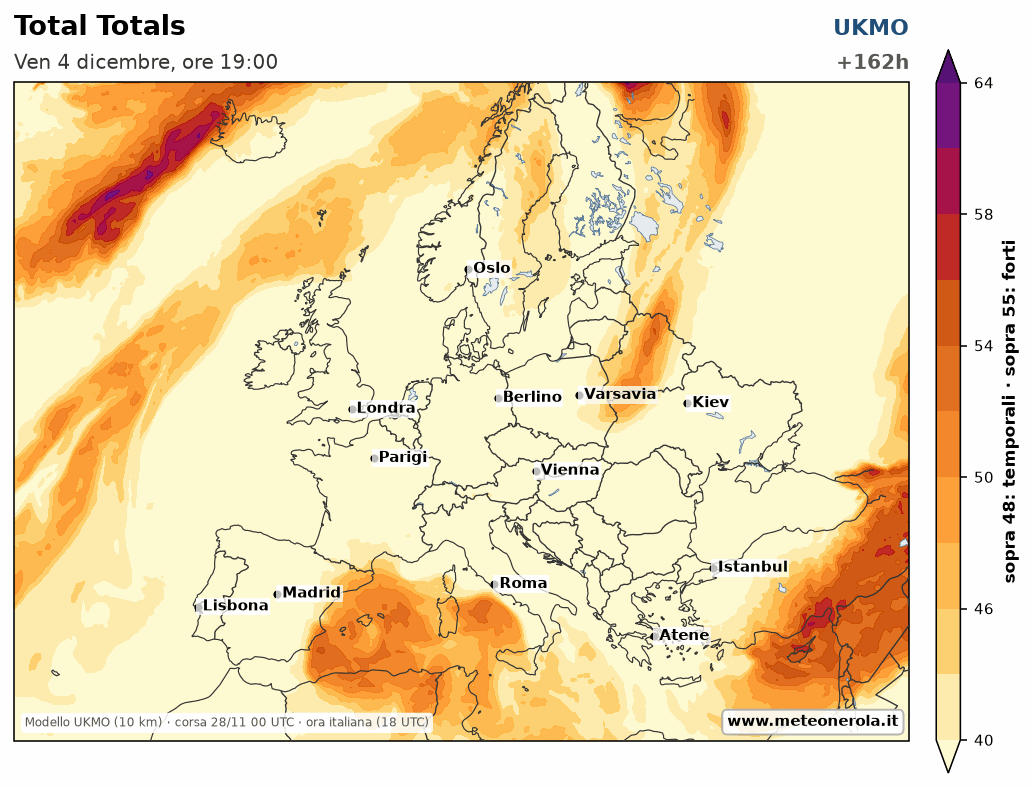 Total Totals
UKMO
Ven 4 dicembre, ore 19:00
+162h
64
58
54
50
46
40
sopra 48: temporali · sopra 55: forti
Oslo
Berlino
Varsavia
Kiev
Londra
Parigi
Vienna
Istanbul
Roma
Madrid
Lisbona
Atene
Modello UKMO (10 km) · corsa 28/11 00 UTC · ora italiana (18 UTC)
www.meteonerola.it